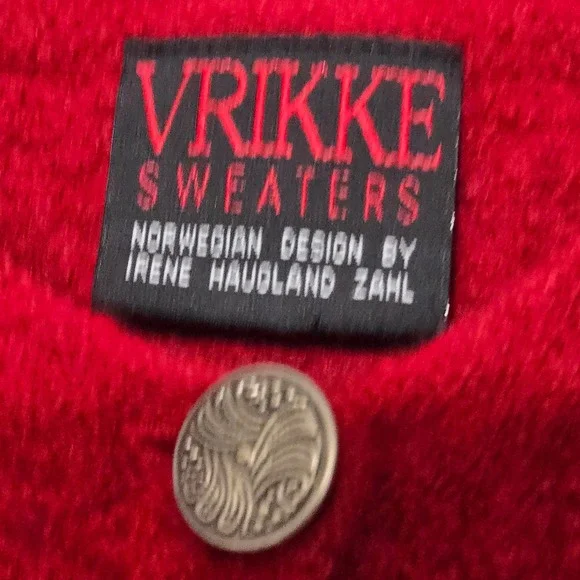 VRIKKE
SWEATERS
NORWEGIAN DESIGN BY
IRENE HAUGLAND ZAHL